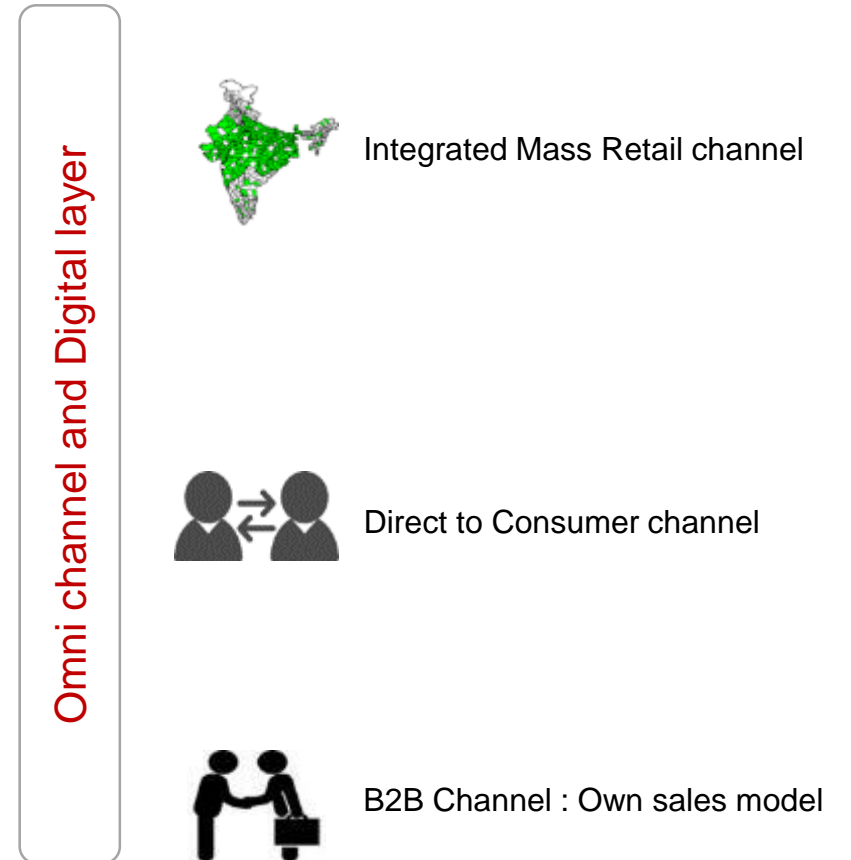 Omni channel and Digital layer
Integrated Mass Retail channel
Direct to Consumer channel
B2B Channel : Own sales model